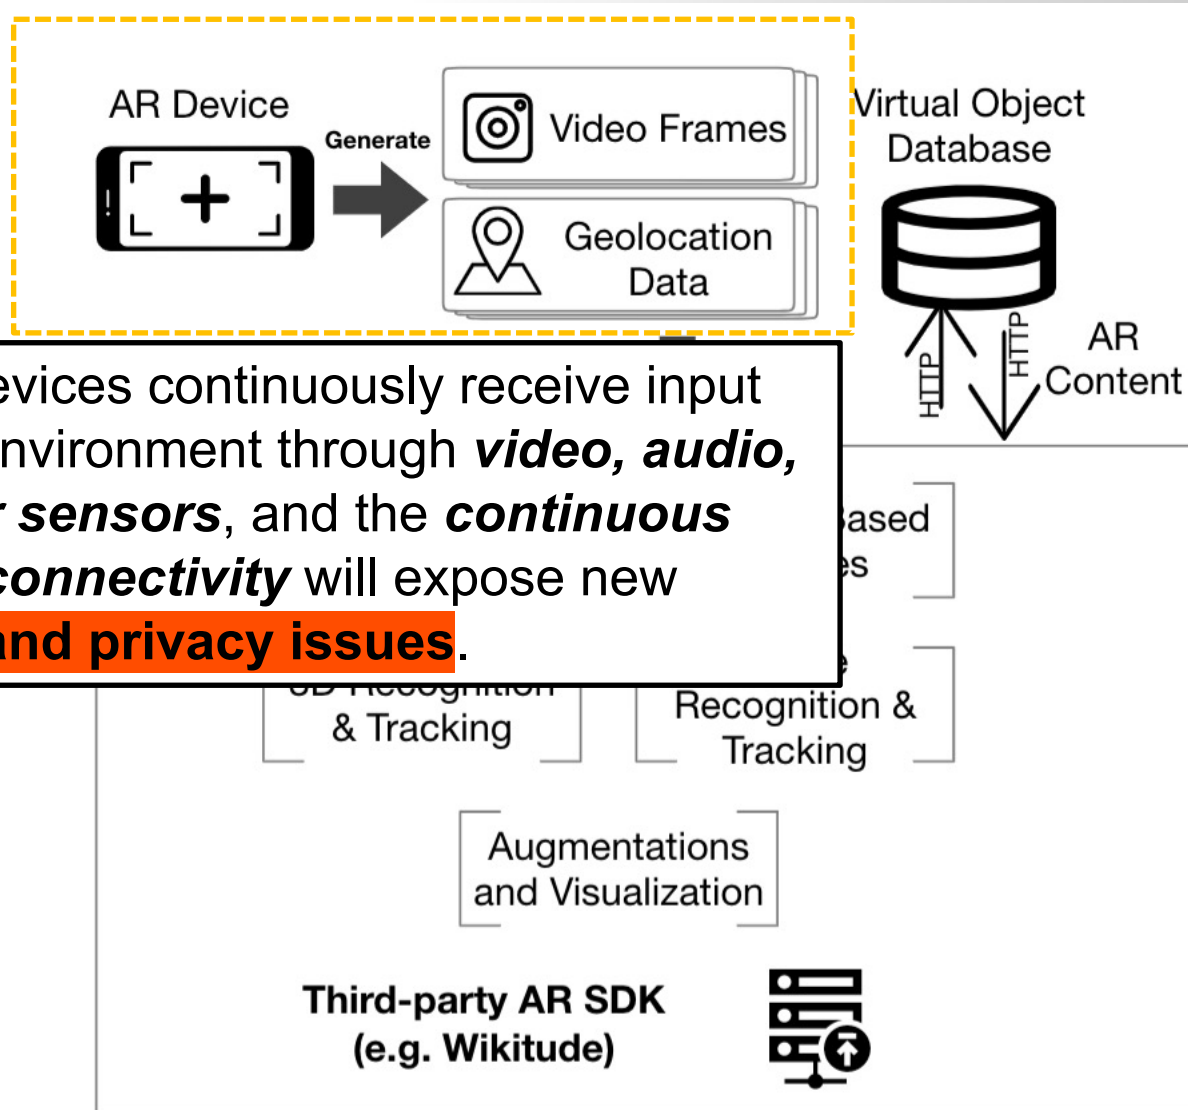 AR Device
Generate
Video Frames
Geolocation
Data
Virtual Object
Database
HTTP
HTTP
AR
Content
evices continuously receive input
nvironment through video, audio,
r sensors, and the continuous
connectivity will expose new
and privacy issues.
ased
es
3D Recognition
& Tracking
Recognition &
Tracking
Augmentations
and Visualization
Third-party AR SDK
(e.g. Wikitude)